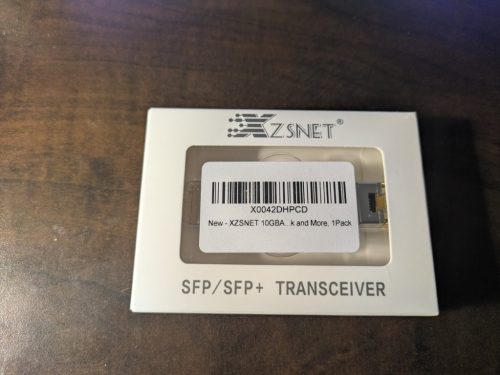 XZSNET®
X0042DHPCD
New - XZSNET 10GBA...k and More, 1Pack
SFP/SFP+ TRANSCEIVER